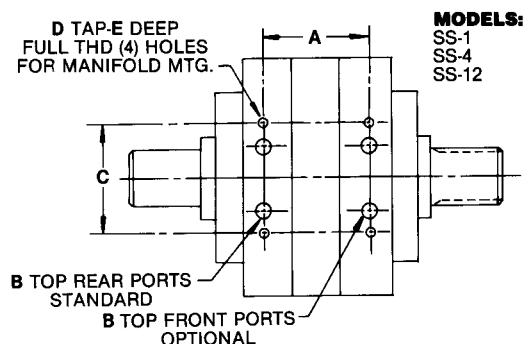 D TAP-E DEEP
FULL THD (4) HOLES
FOR MANIFOLD MTG.
A
MODELS:
SS-1
SS-4
SS-12
C
B TOP REAR PORTS
STANDARD
B TOP FRONT PORTS
OPTIONAL